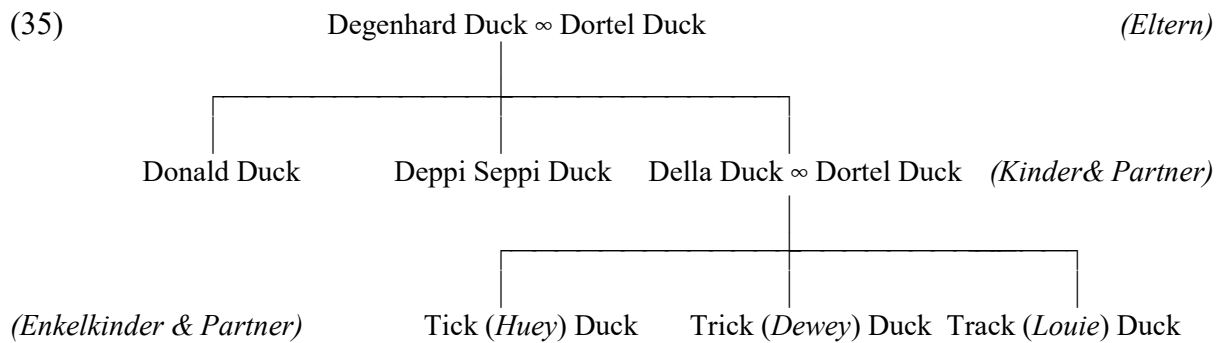 (35) Degenhard Duck ∞ Dortel Duck (Eltern)
Donald Duck Deppi Seppi Duck Della Duck ∞ Dortel Duck (Kinder& Partner)
(Enkelkinder & Partner) Tick (Huey) Duck Trick (Dewey) Duck Track (Louie) Duck